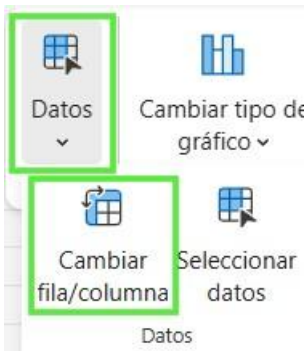 Datos
Cambiar tipo de
gráfico
Cambiar
fila/columna
Seleccionar
datos
Datos